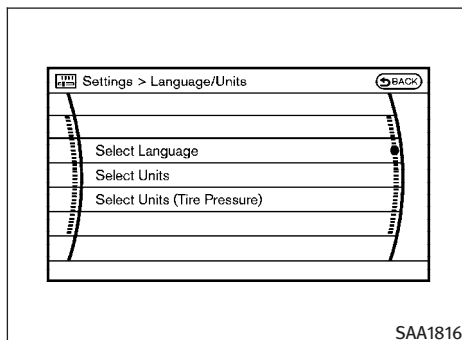 Settings > Language/Units
BACK
Select Language
Select Units
Select Units (Tire Pressure)
SAA1816